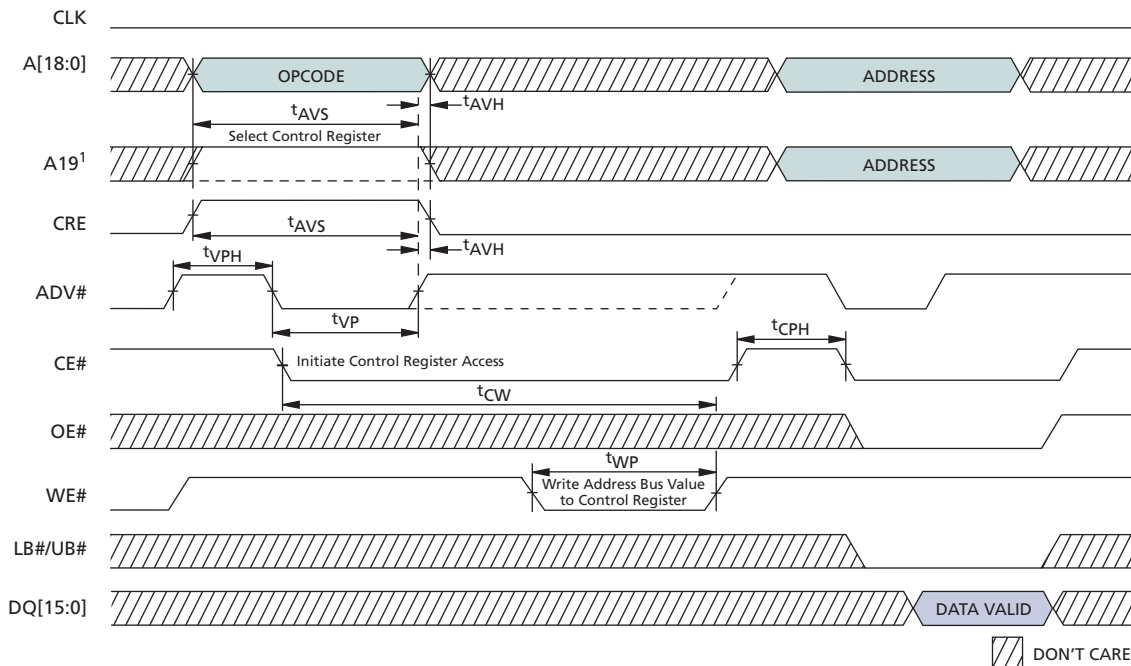 CLK
A[18:0]
OPCODE
ADDRESS
tAVS
tAVH
Select Control Register
A19¹
ADDRESS
CRE
tAVS
tAVH
tVPH
ADV#
tVP
tCPH
CE#
Initiate Control Register Access
tCW
OE#
tWP
WE#
Write Address Bus Value
to Control Register
LB#/UB#
DQ[15:0]
DATA VALID
DON'T CARE